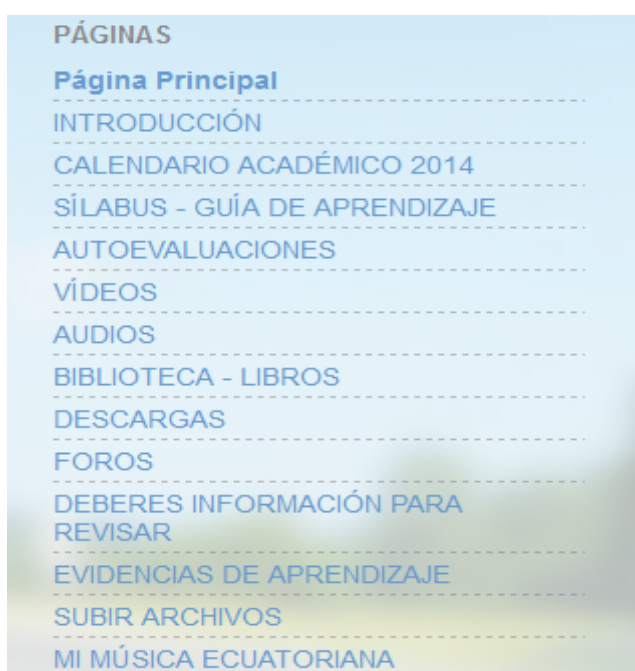 PÁGINAS
Página Principal
INTRODUCCIÓN
CALENDARIO ACADÉMICO 2014
SÍLABUS - GUÍA DE APRENDIZAJE
AUTOEVALUACIONES
VÍDEOS
AUDIOS
BIBLIOTECA - LIBROS
DESCARGAS
FOROS
DEBERES INFORMACIÓN PARA
REVISAR
EVIDENCIAS DE APRENDIZAJE
SUBIR ARCHIVOS
MI MÚSICA ECUATORIANA